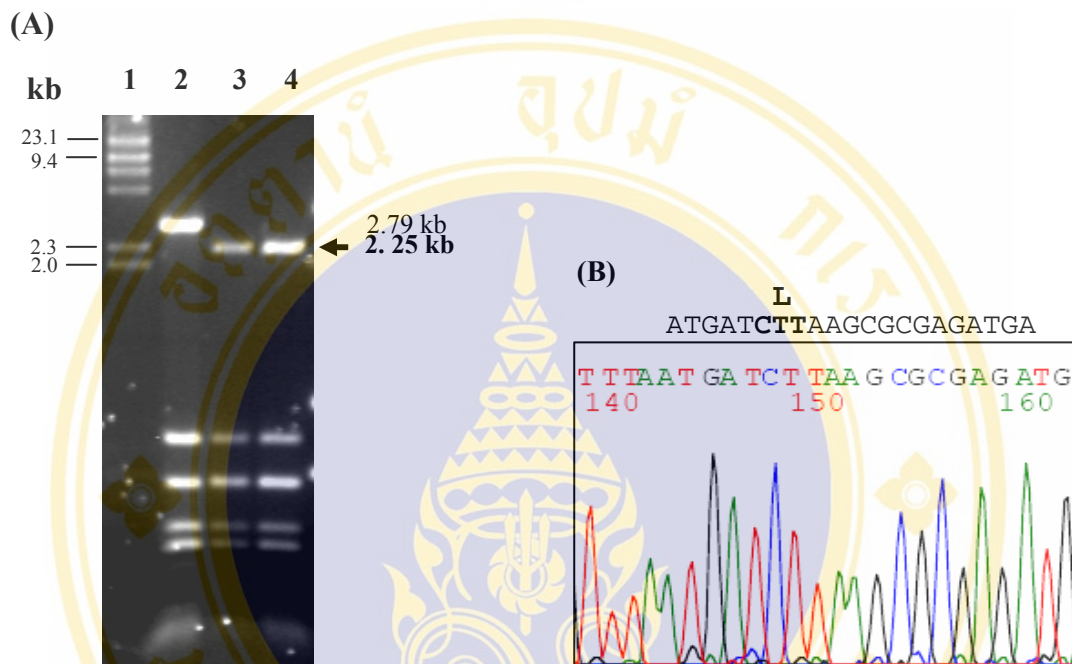 (A)
kb 1 2 3 4
23.1
9.4
2.3
2.0
2.79 kb
2. 25 kb
(B)
L
ATGATCTTAAGCGCGAGATGA
TTTAATGATCTTAAGCGCGAGATG
140 150 160